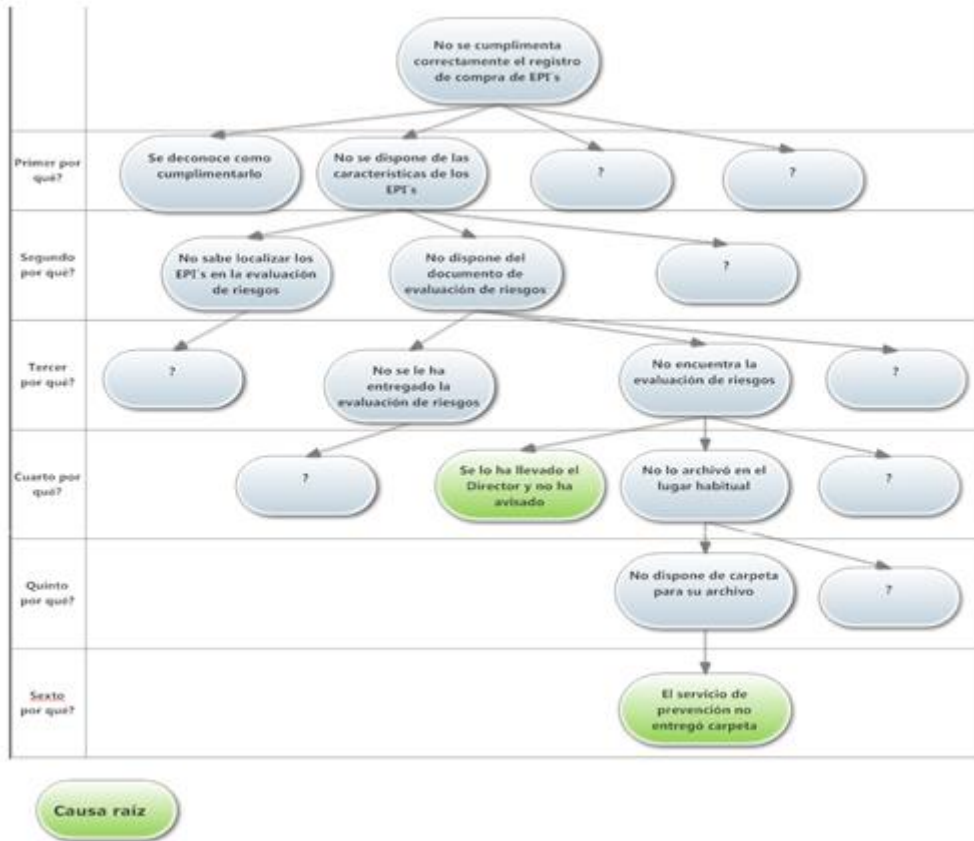 No se cumplimenta
correctamente el registro
de compra de EPI´s
Primer por
qué?
Se deconoce como
cumplimentarlo
No se dispone de las
características de los
EPI´s
?
?
Segundo
por qué?
No sabe localizar los
EPI´s en la evaluación
de riesgos
No dispone del
documento de
evaluación de riesgos
?
Tercer
por qué?
?
No se le ha
entregado la
evaluación de riesgos
No encuentra la
evaluación de riesgos
?
Cuarto por
qué?
?
Se lo ha llevado el
Director y no ha
avisado
No lo archivó en el
lugar habitual
?
Quinto
por qué?
No dispone de carpeta
para su archivo
?
Sexto
por qué?
El servicio de
prevención no
entregó carpeta
Causa raíz